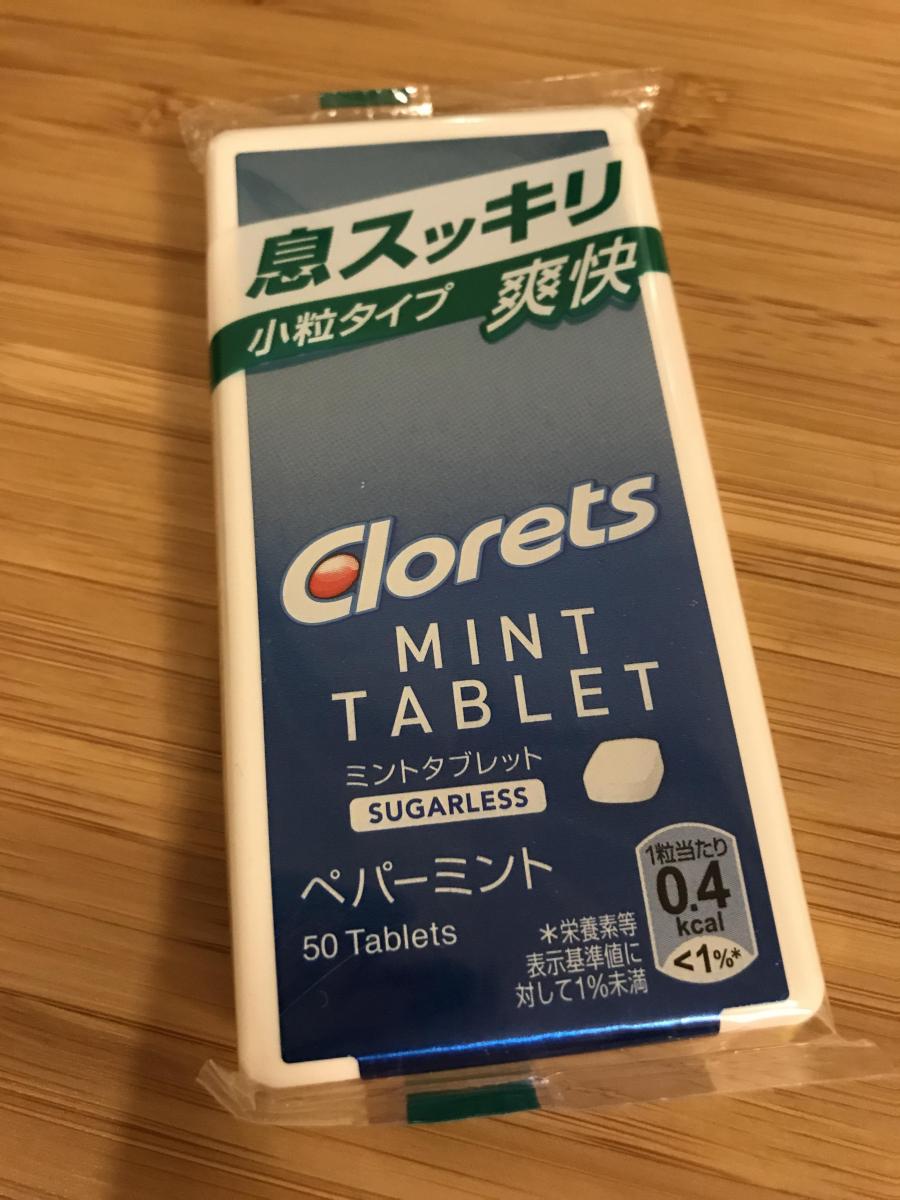 息スッキリ
小粒タイプ 爽快
Clorets
MINT
TABLET
ミントタブレット
SUGARLESS
ペパーミント
50 Tablets
1粒当たり
0.4
kcal
<1%*
*栄養素等
表示基準値に
対して1%未満